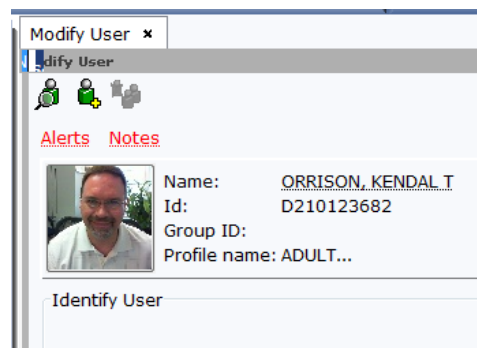 Modify User ×
dify User
Alerts Notes
Name: ORRISON, KENDAL T
Id: D210123682
Group ID:
Profile name: ADULT...
Identify User